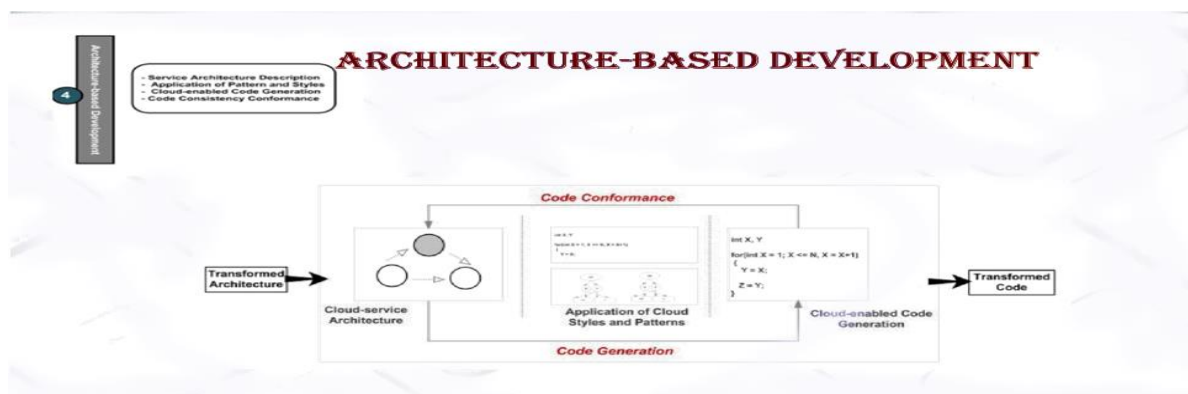 ARCHITECTURE-BASED DEVELOPMENT
Architecture-based Development
4
- Service Architecture Description
- Application of Pattern and Styles
- Cloud-enabled Code Generation
- Code Consistency Conformance
Code Conformance
Transformed
Architecture
Cloud-service
Architecture
int X, Y
Application of Cloud
Styles and Patterns
int X, Y
for(int X = 1; X <= N, X = X+1)
{
Y = X;
Z = Y;
}
Cloud-enabled Code
Generation
Transformed
Code
Code Generation